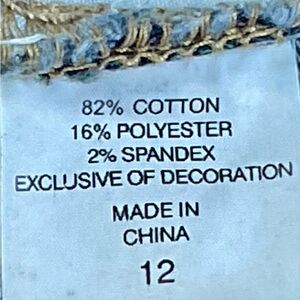 82% COTTON
16% POLYESTER
2% SPANDEX
EXCLUSIVE OF DECORATION
MADE IN
CHINA
12